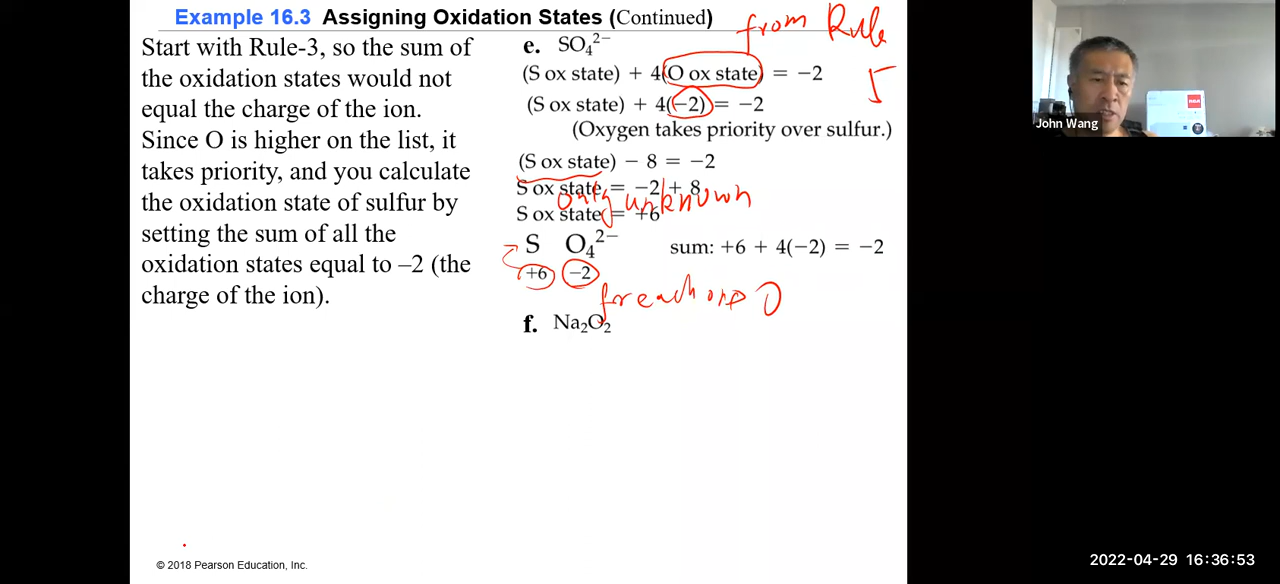 Example 16.3 Assigning Oxidation States (Continued)
Start with Rule-3, so the sum of
the oxidation states would not
equal the charge of the ion.
Since O is higher on the list, it
takes priority, and you calculate
the oxidation state of sulfur by
setting the sum of all the
oxidation states equal to –2 (the
charge of the ion).
from Rule
5
e. SO₄²⁻
(S ox state) + 4(O ox state) = −2
(S ox state) + 4(−2) = −2
(Oxygen takes priority over sulfur.)
(S ox state) − 8 = −2
S ox state = −2 + 8
only unknown
S ox state = +6
S O₄²⁻ sum: +6 + 4(−2) = −2
+6 −2
for each one O
f. Na₂O₂
© 2018 Pearson Education, Inc.
John Wang
RCA
2022-04-29 16:36:53